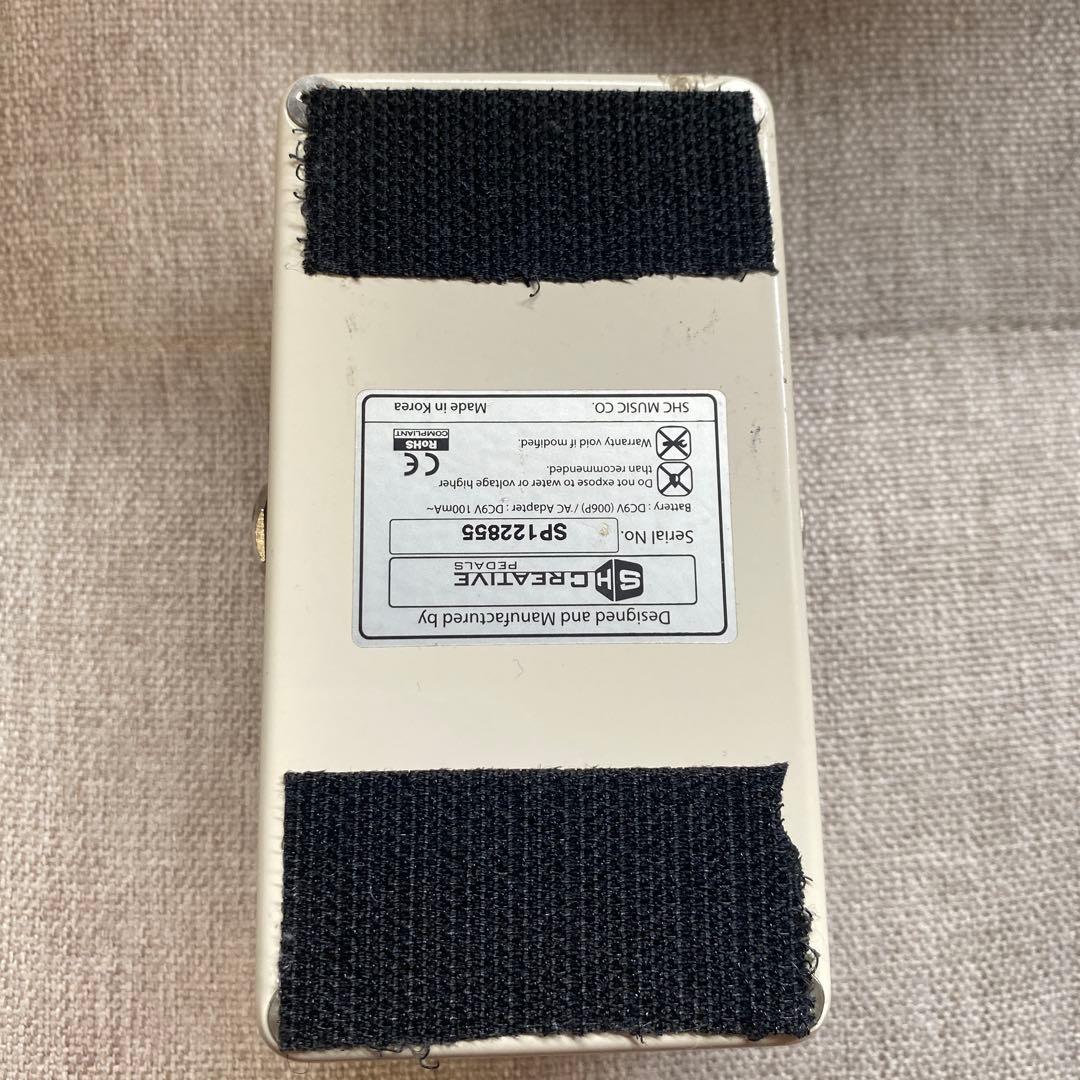 Designed and Manufactured by
SHCREATIVE
PEDALS
Serial No. SP122855
Battery : DC9V (006P) / AC Adapter : DC9V 100mA~
Do not expose to water or voltage higher
than recommended.
Warranty void if modified.
CE
RoHS
COMPLIANT
SHC MUSIC CO. Made in Korea